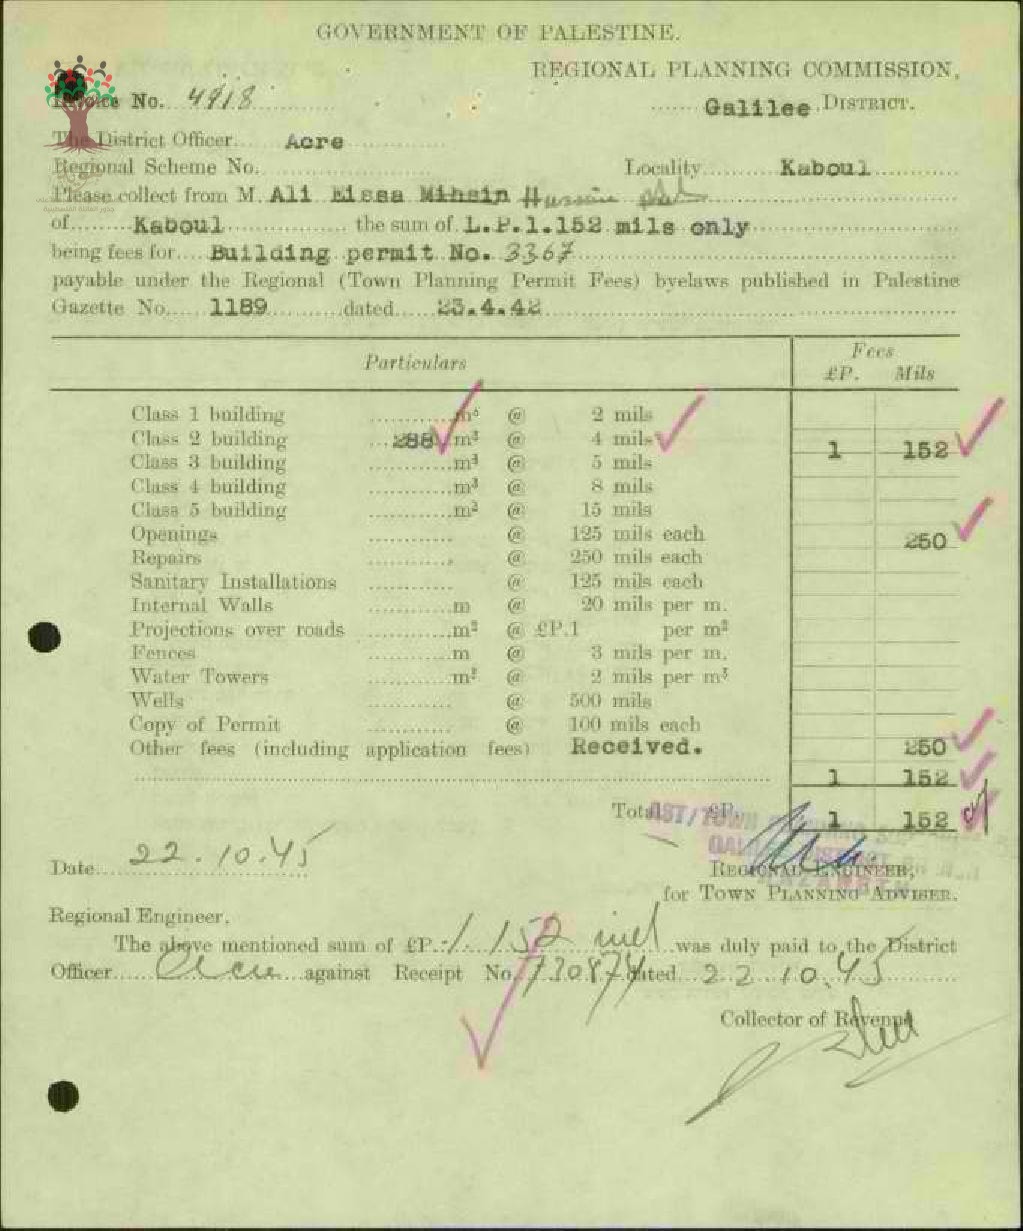 GOVERNMENT OF PALESTINE.
REGIONAL PLANNING COMMISSION,
Invoice No. 4918
Galilee DISTRICT.
The District Officer Acre
Regional Scheme No. Locality Kaboul
Please collect from M. Ali Eissa Mihsin Hussein
of Kaboul the sum of L.P.1.152 mils only
being fees for Building permit No. 3367
payable under the Regional (Town Planning Permit Fees) byelaws published in Palestine
Gazette No. 1189 dated 23.4.42
Particulars Fees
£P. Mils
Class 1 building m³ @ 2 mils
Class 2 building 288 m³ @ 4 mils 1 152
Class 3 building m³ @ 5 mils
Class 4 building m³ @ 8 mils
Class 5 building m³ @ 15 mils
Openings @ 125 mils each 250
Repairs @ 250 mils each
Sanitary Installations @ 125 mils each
Internal Walls m @ 20 mils per m.
Projections over roads m² @ £P.1 per m²
Fences m @ 3 mils per m.
Water Towers m³ @ 2 mils per m³
Wells @ 500 mils
Copy of Permit @ 100 mils each
Other fees (including application fees) Received. 250
1 152
Total £P. 1 152
Date 22.10.45
REGIONAL ENGINEER,
for TOWN PLANNING ADVISER.
Regional Engineer.
The above mentioned sum of £P. 1 152 mil was duly paid to the District
Officer Acre against Receipt No. 730874 dated 22.10.45
Collector of Revenue